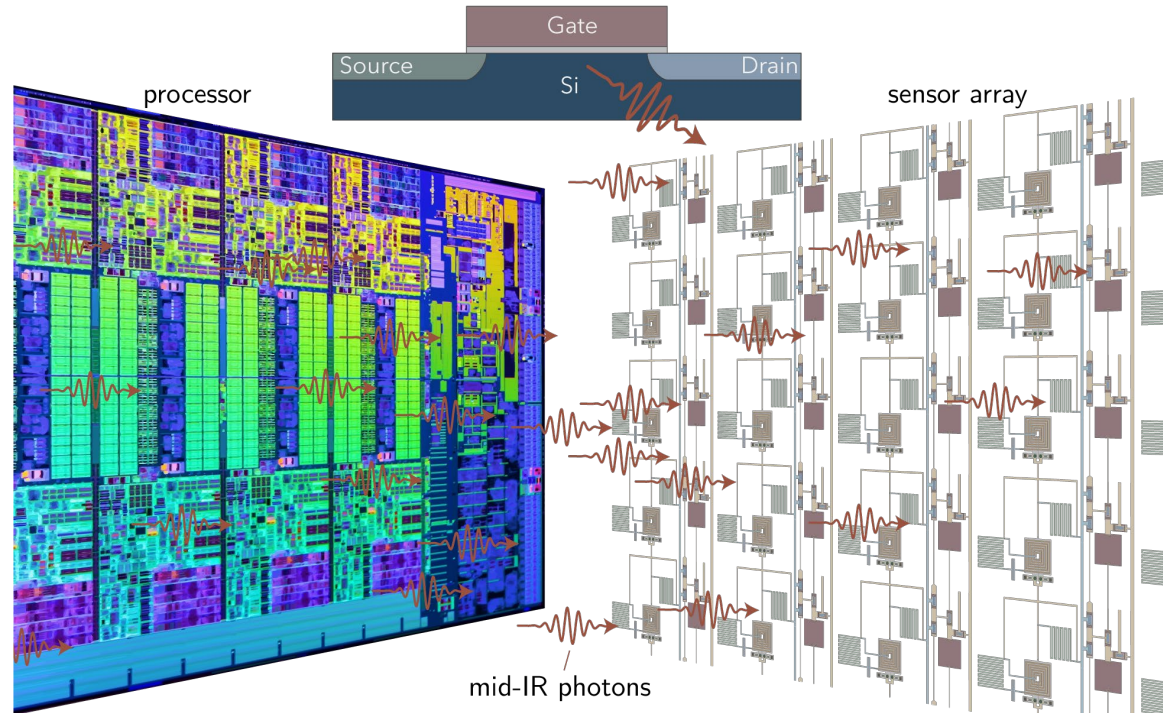 Gate
Source
Drain
Si
processor
sensor array
mid-IR photons